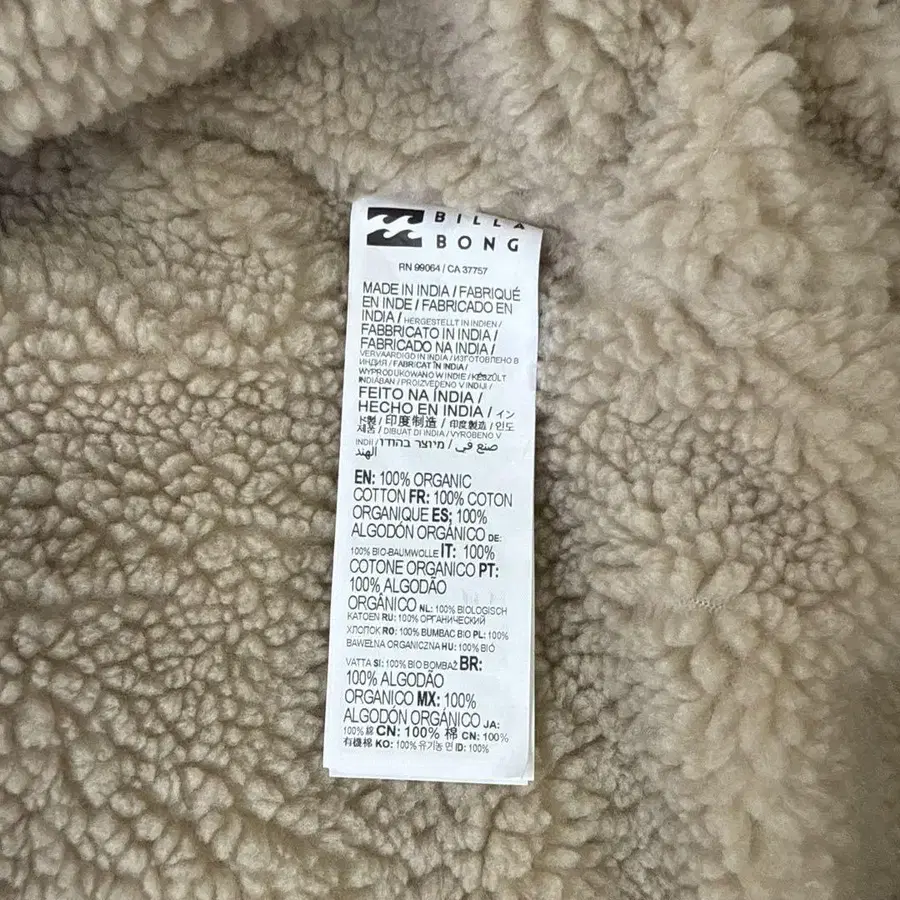 BILLA
BONG
RN 99064 / CA 37757
MADE IN INDIA / FABRIQUÉ
EN INDE / FABRICADO EN
INDIA / HERGESTELLT IN INDIEN /
FABBRICATO IN INDIA /
FABRICADO NA INDIA /
VERVAARDIGD IN INDIA / ИЗГОТОВЛЕНО В
ИНДИЯ / FABRICAT ÎN INDIA /
WYPRODUKOWANO W INDIE / KÉSZÜLT
INDIÁBAN / PROIZVEDENO V INDIJI /
FEITO NA ÍNDIA /
HECHO EN INDIA / イン
ド製 / 印度制造 / 印度製造 / 인도
제조 / DIBUAT DI INDIA / VYROBENO V
INDII / מיוצר בהודו / صنع في
الهند
EN: 100% ORGANIC
COTTON FR: 100% COTON
ORGANIQUE ES: 100%
ALGODÓN ORGÁNICO DE:
100% BIO-BAUMWOLLE IT: 100%
COTONE ORGANICO PT:
100% ALGODÃO
ORGÂNICO NL: 100% BIOLOGISCH
KATOEN RU: 100% ОРГАНИЧЕСКИЙ
ХЛОПОК RO: 100% BUMBAC BIO PL: 100%
BAWEŁNA ORGANICZNA HU: 100% BIÓ
VATTA SI: 100% BIO BOMBAŽ BR:
100% ALGODÃO
ORGANICO MX: 100%
ALGODÓN ORGÁNICO JA:
100% 綿 CN: 100% 棉 CN: 100%
有機棉 KO: 100% 유기농 면 ID: 100%